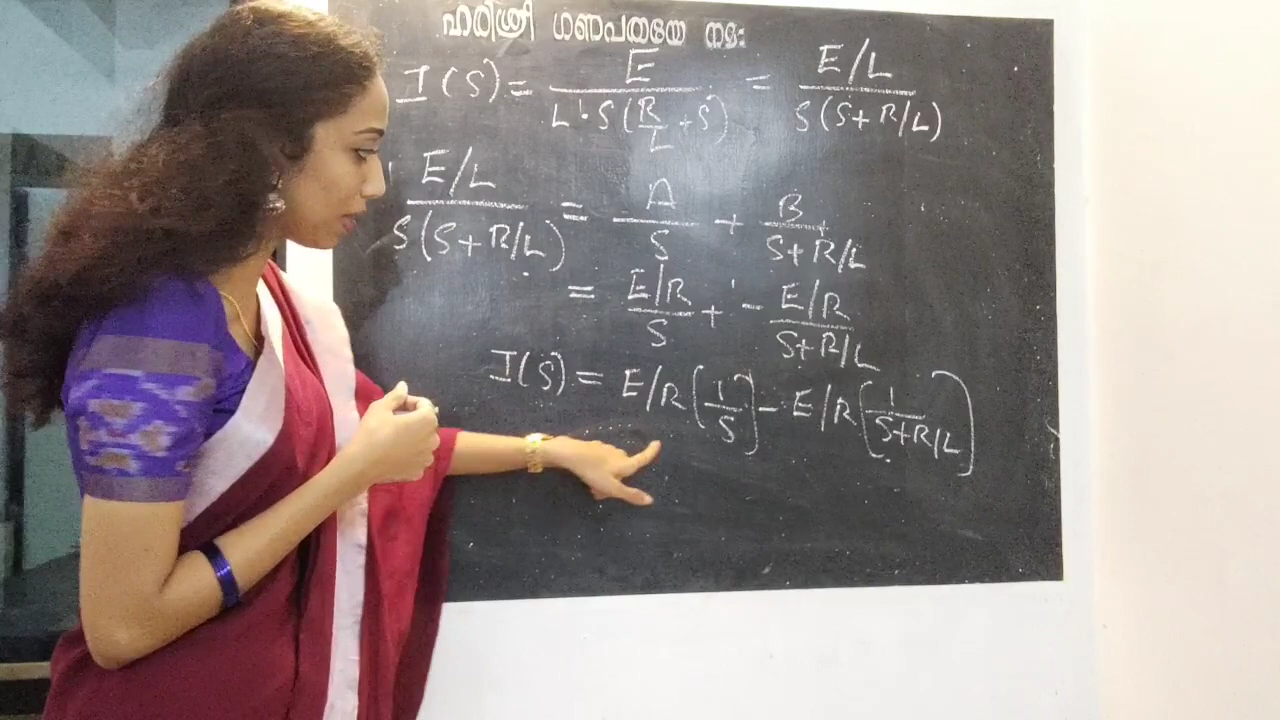 ഹരിശ്രീ ഗണപതയേ നമഃ
I(S) = E / L·S(R/L + S) = E/L / S(S+R/L)
E/L / S(S+R/L) = A / S + B / S+R/L
= E/R / S + - E/R / S+R/L
I(S) = E/R [1/S] - E/R [1 / S+R/L]